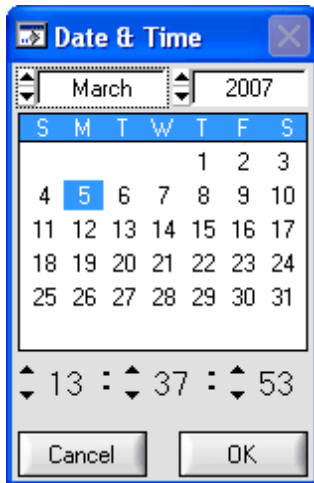 Date & Time
March 2007
S M T W T F S
1 2 3
4 5 6 7 8 9 10
11 12 13 14 15 16 17
18 19 20 21 22 23 24
25 26 27 28 29 30 31
13 : 37 : 53
Cancel OK